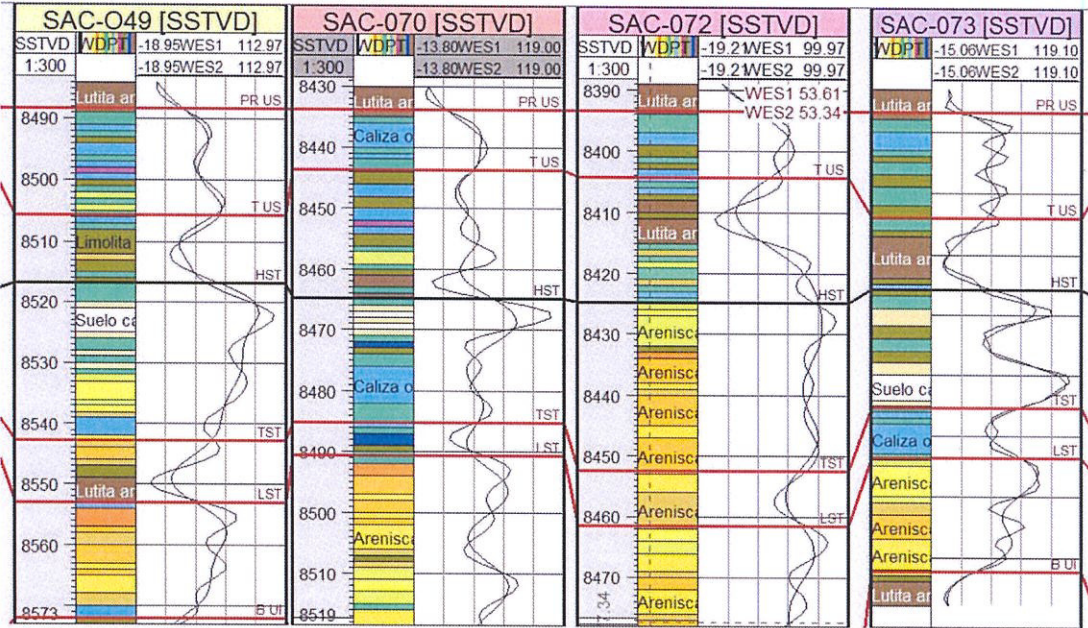 SAC-O49 [SSTVD]
SSTVD WDPT -18.95WES1 112.97
1:300 -18.95WES2 112.97
Lutita ar
PR US
8490
8500
T US
Limolita
8510
HST
8520
Suelo ca
8530
8540
TST
8550
Lutita ar
LST
8560
8573
B UI
SAC-070 [SSTVD]
SSTVD WDPT -13.80WES1 119.00
1:300 -13.80WES2 119.00
8430
Lutita ar
PR US
Caliza o
8440
T US
8450
8460
HST
8470
8480
Caliza o
TST
8490
LST
8500
Arenisca
8510
8519
SAC-072 [SSTVD]
SSTVD WDPT -19.21WES1 99.97
1:300 -19.21WES2 99.97
8390
WES1 53.61
Lutita ar
WES2 53.34
8400
T US
8410
Lutita ar
8420
HST
8430
Arenisca
Arenisca
8440
Arenisca
8450
Arenisca
TST
Arenisca
8460
LST
8470
Arenisca
7.34
SAC-073 [SSTVD]
WDPT -15.06WES1 119.10
-15.06WES2 119.10
Lutita ar
PR US
T US
Lutita ar
HST
Suelo ca
TST
Caliza o
LST
Arenisca
Arenisca
Arenisca
B UI
Lutita ar